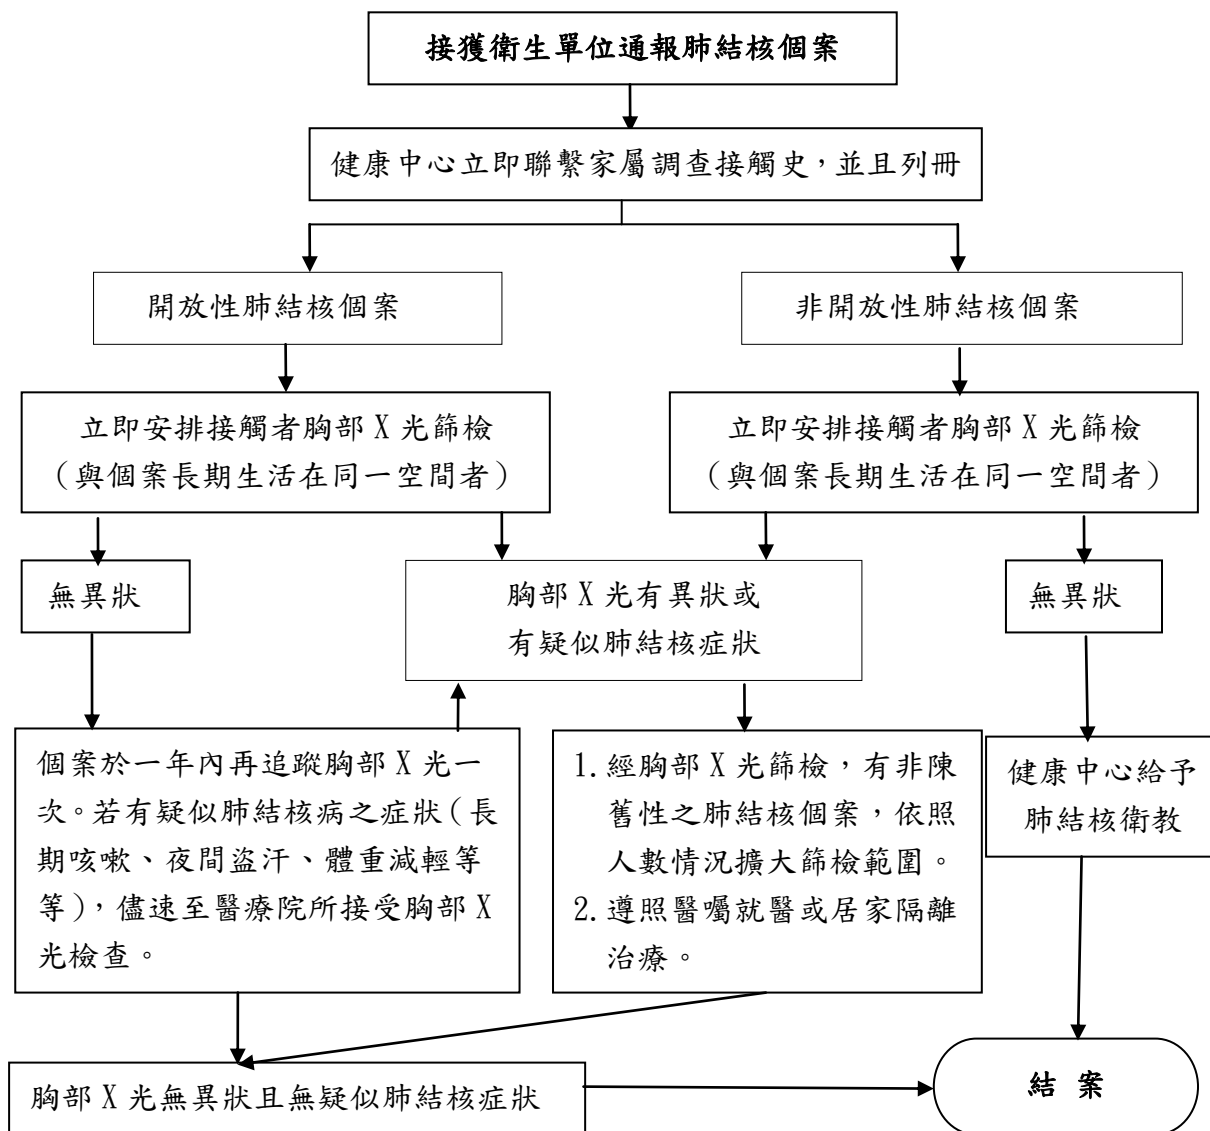 接獲衛生單位通報肺結核個案
健康中心立即聯繫家屬調查接觸史，並且列冊
開放性肺結核個案
非開放性肺結核個案
立即安排接觸者胸部 X 光篩檢
（與個案長期生活在同一空間者）
立即安排接觸者胸部 X 光篩檢
（與個案長期生活在同一空間者）
無異狀
胸部 X 光有異狀或
有疑似肺結核症狀
無異狀
個案於一年內再追蹤胸部 X 光一
次。若有疑似肺結核病之症狀（長
期咳嗽、夜間盜汗、體重減輕等
等），儘速至醫療院所接受胸部 X
光檢查。
1. 經胸部 X 光篩檢，有非陳
舊性之肺結核個案，依照
人數情況擴大篩檢範圍。
2. 遵照醫囑就醫或居家隔離
治療。
健康中心給予
肺結核衛教
胸部 X 光無異狀且無疑似肺結核症狀
結 案